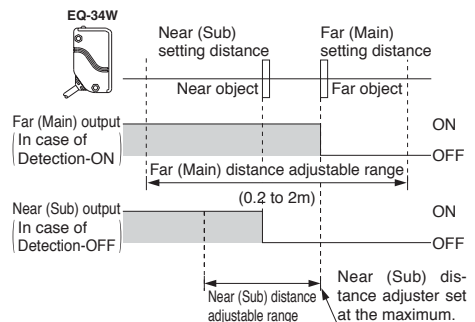 EQ-34W
Near (Sub)
setting distance
Far (Main)
setting distance
Near object
Far object
Far (Main) output
(In case of
Detection-ON)
ON
OFF
Far (Main) distance adjustable range
(0.2 to 2m)
Near (Sub) output
(In case of
Detection-OFF)
ON
OFF
Near (Sub) distance
adjustable range
Near (Sub) dis-
tance adjuster set
at the maximum.